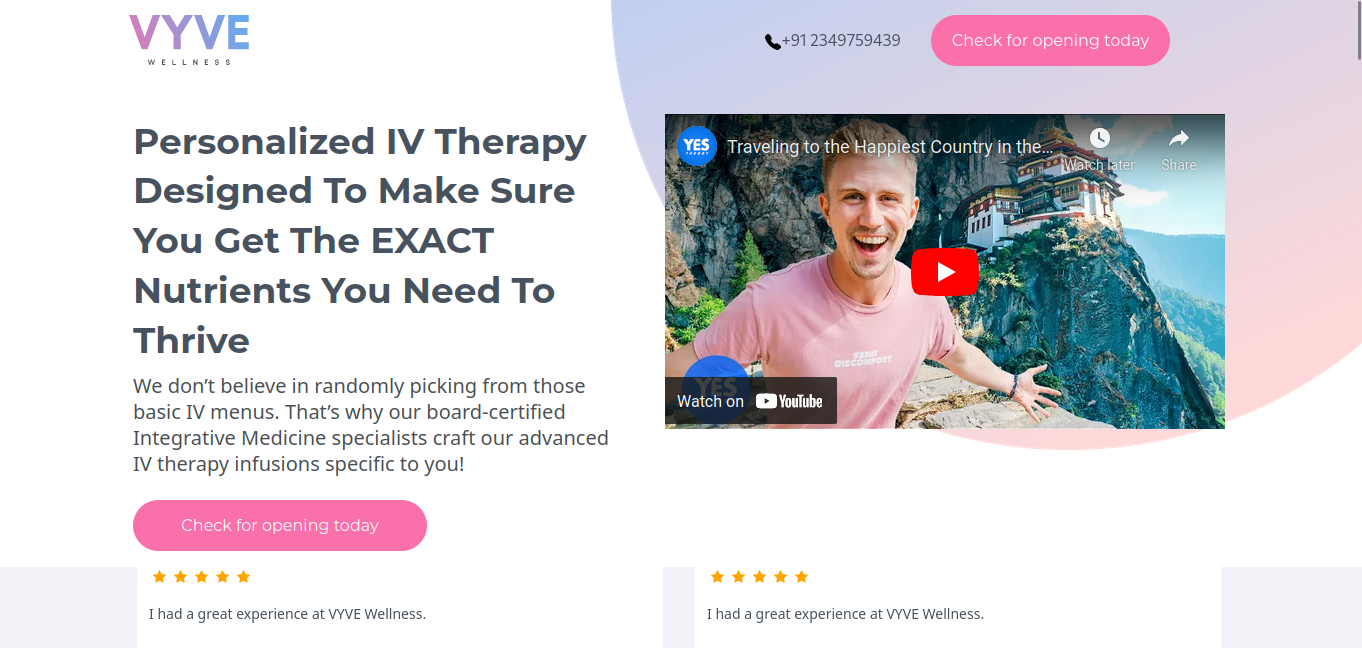 VYVE
WELLNESS
+91 2349759439
Check for opening today
Personalized IV Therapy
Designed To Make Sure
You Get The EXACT
Nutrients You Need To
Thrive
We don’t believe in randomly picking from those
basic IV menus. That’s why our board-certified
Integrative Medicine specialists craft our advanced
IV therapy infusions specific to you!
Check for opening today
YES
THEORY
Traveling to the Happiest Country in the…
Watch later
Share
DISCOMFORT
YES
Watch on YouTube
I had a great experience at VYVE Wellness.
I had a great experience at VYVE Wellness.